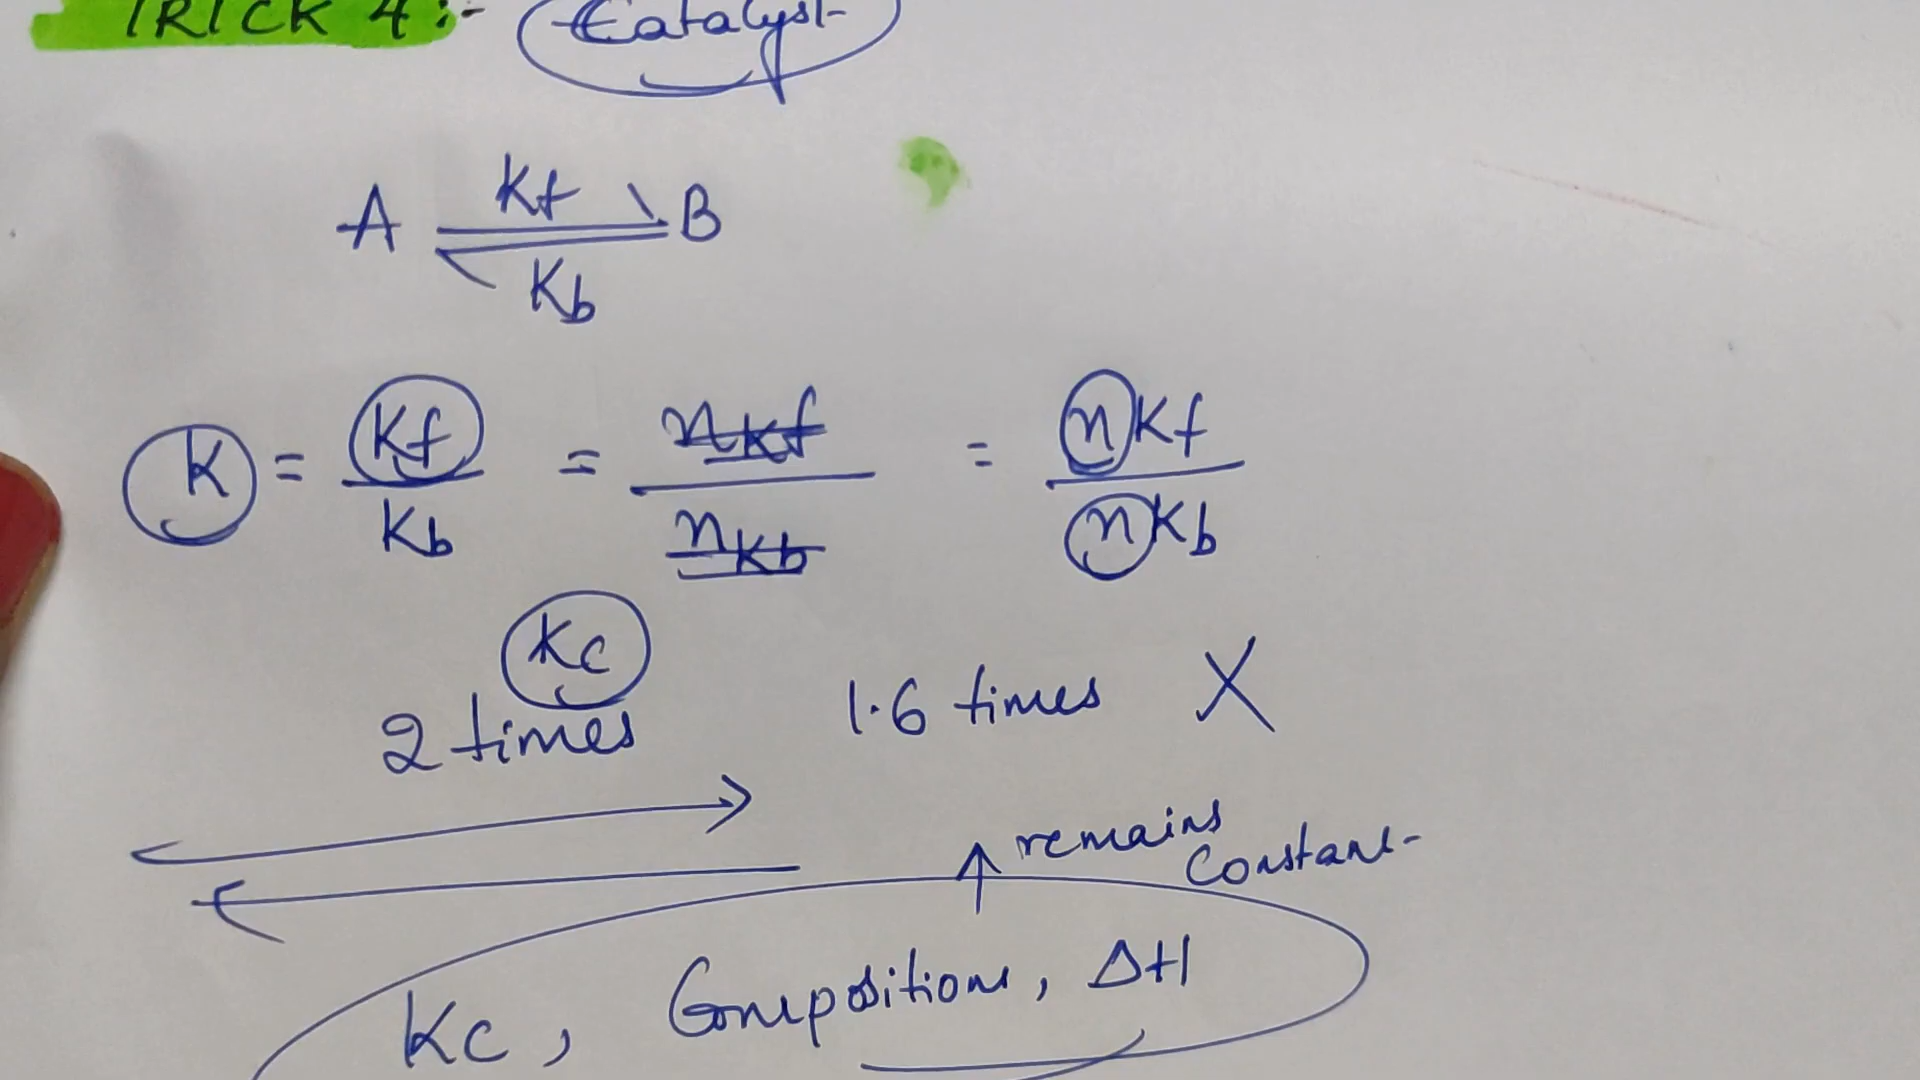 TRICK 4:- Catalyst
Kf
A ⇌ B
Kb
K = Kf/Kb = nKf/nKb = nKf/nKb
Kc
2 times 1.6 times X
↑ remains
Constant
Kc, Compositions, ΔH